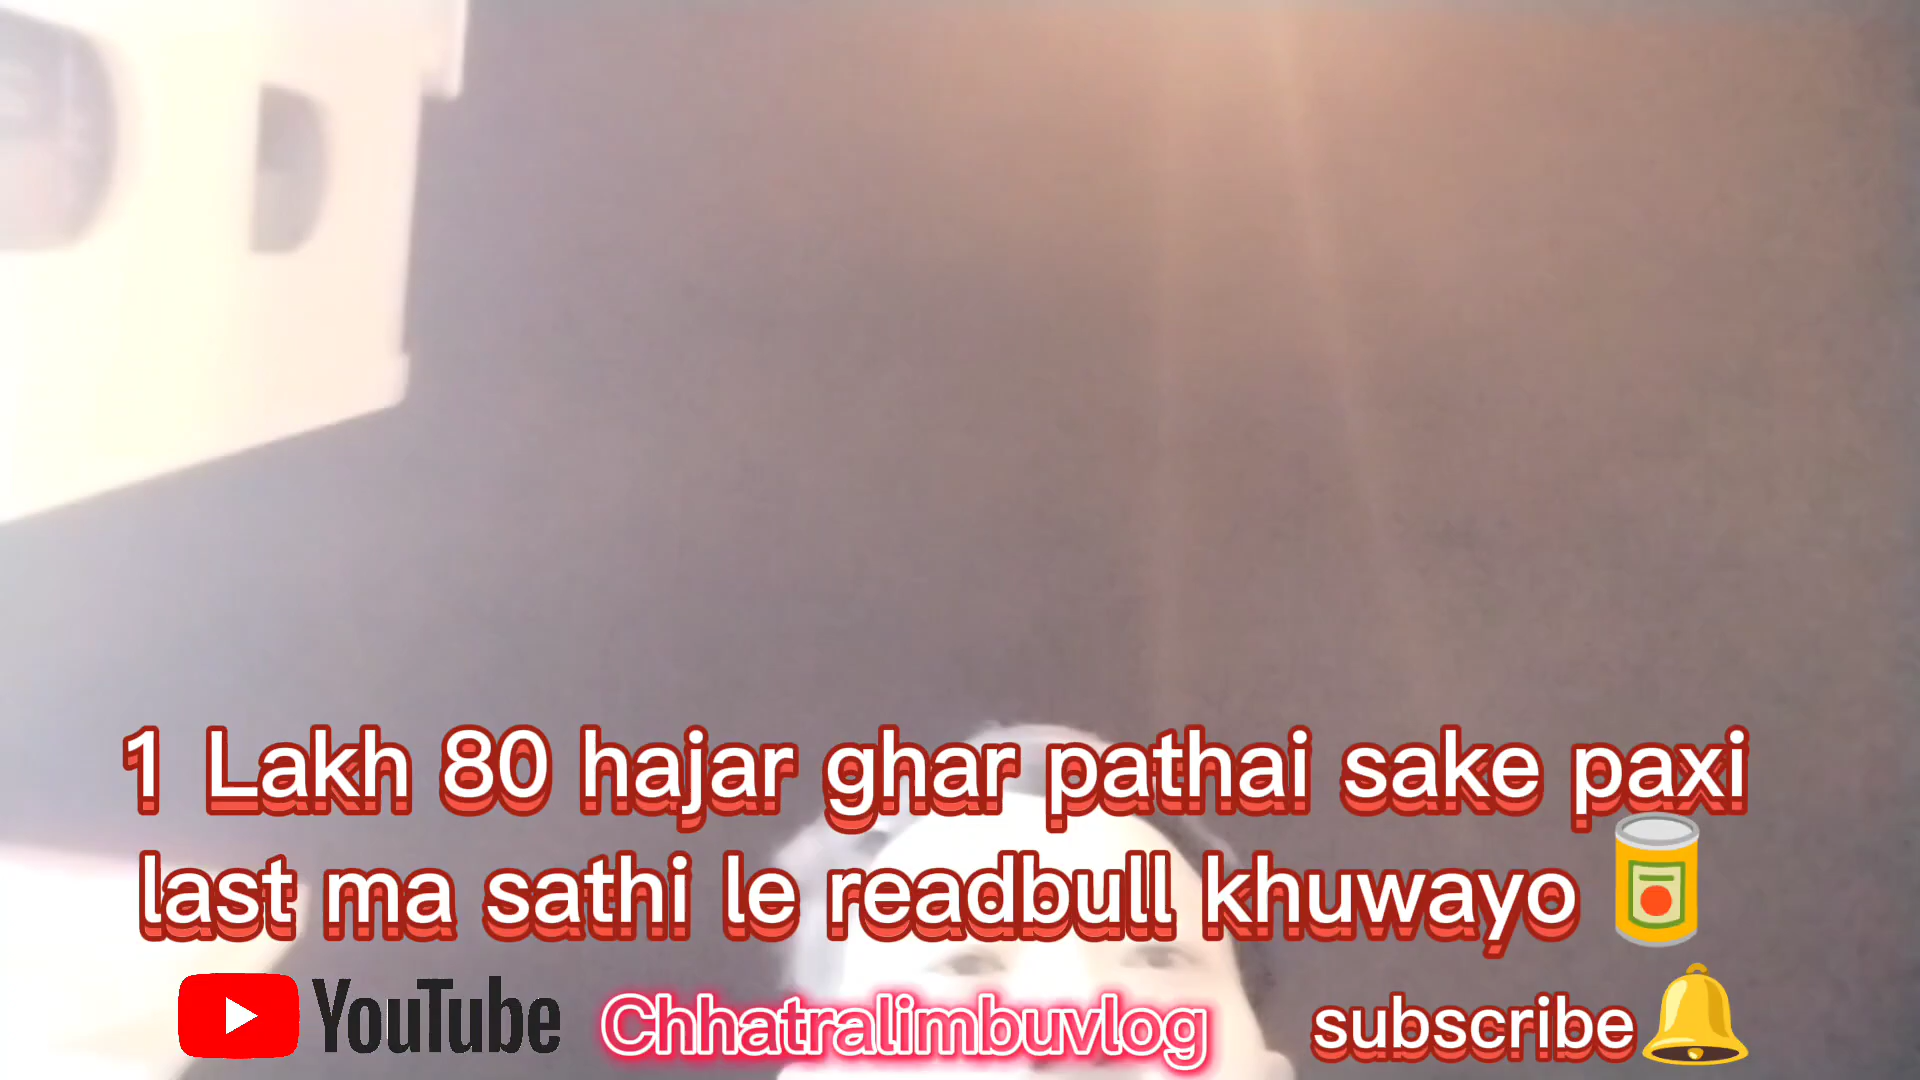 1 Lakh 80 hajar ghar pathai sake paxi
last ma sathi le readbull khuwayo
YouTube Chhatralimbuvlog subscribe